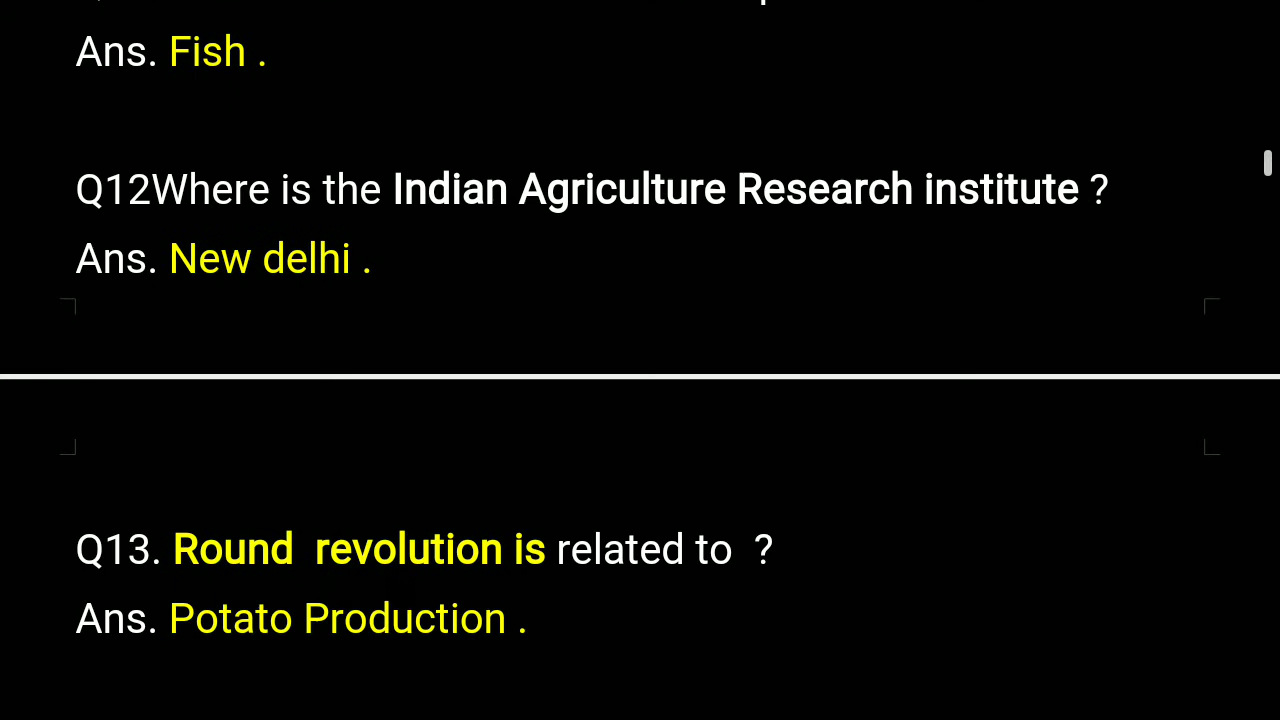 Ans. Fish .
Q12Where is the Indian Agriculture Research institute ?
Ans. New delhi .
Q13. Round  revolution is related to  ?
Ans. Potato Production .